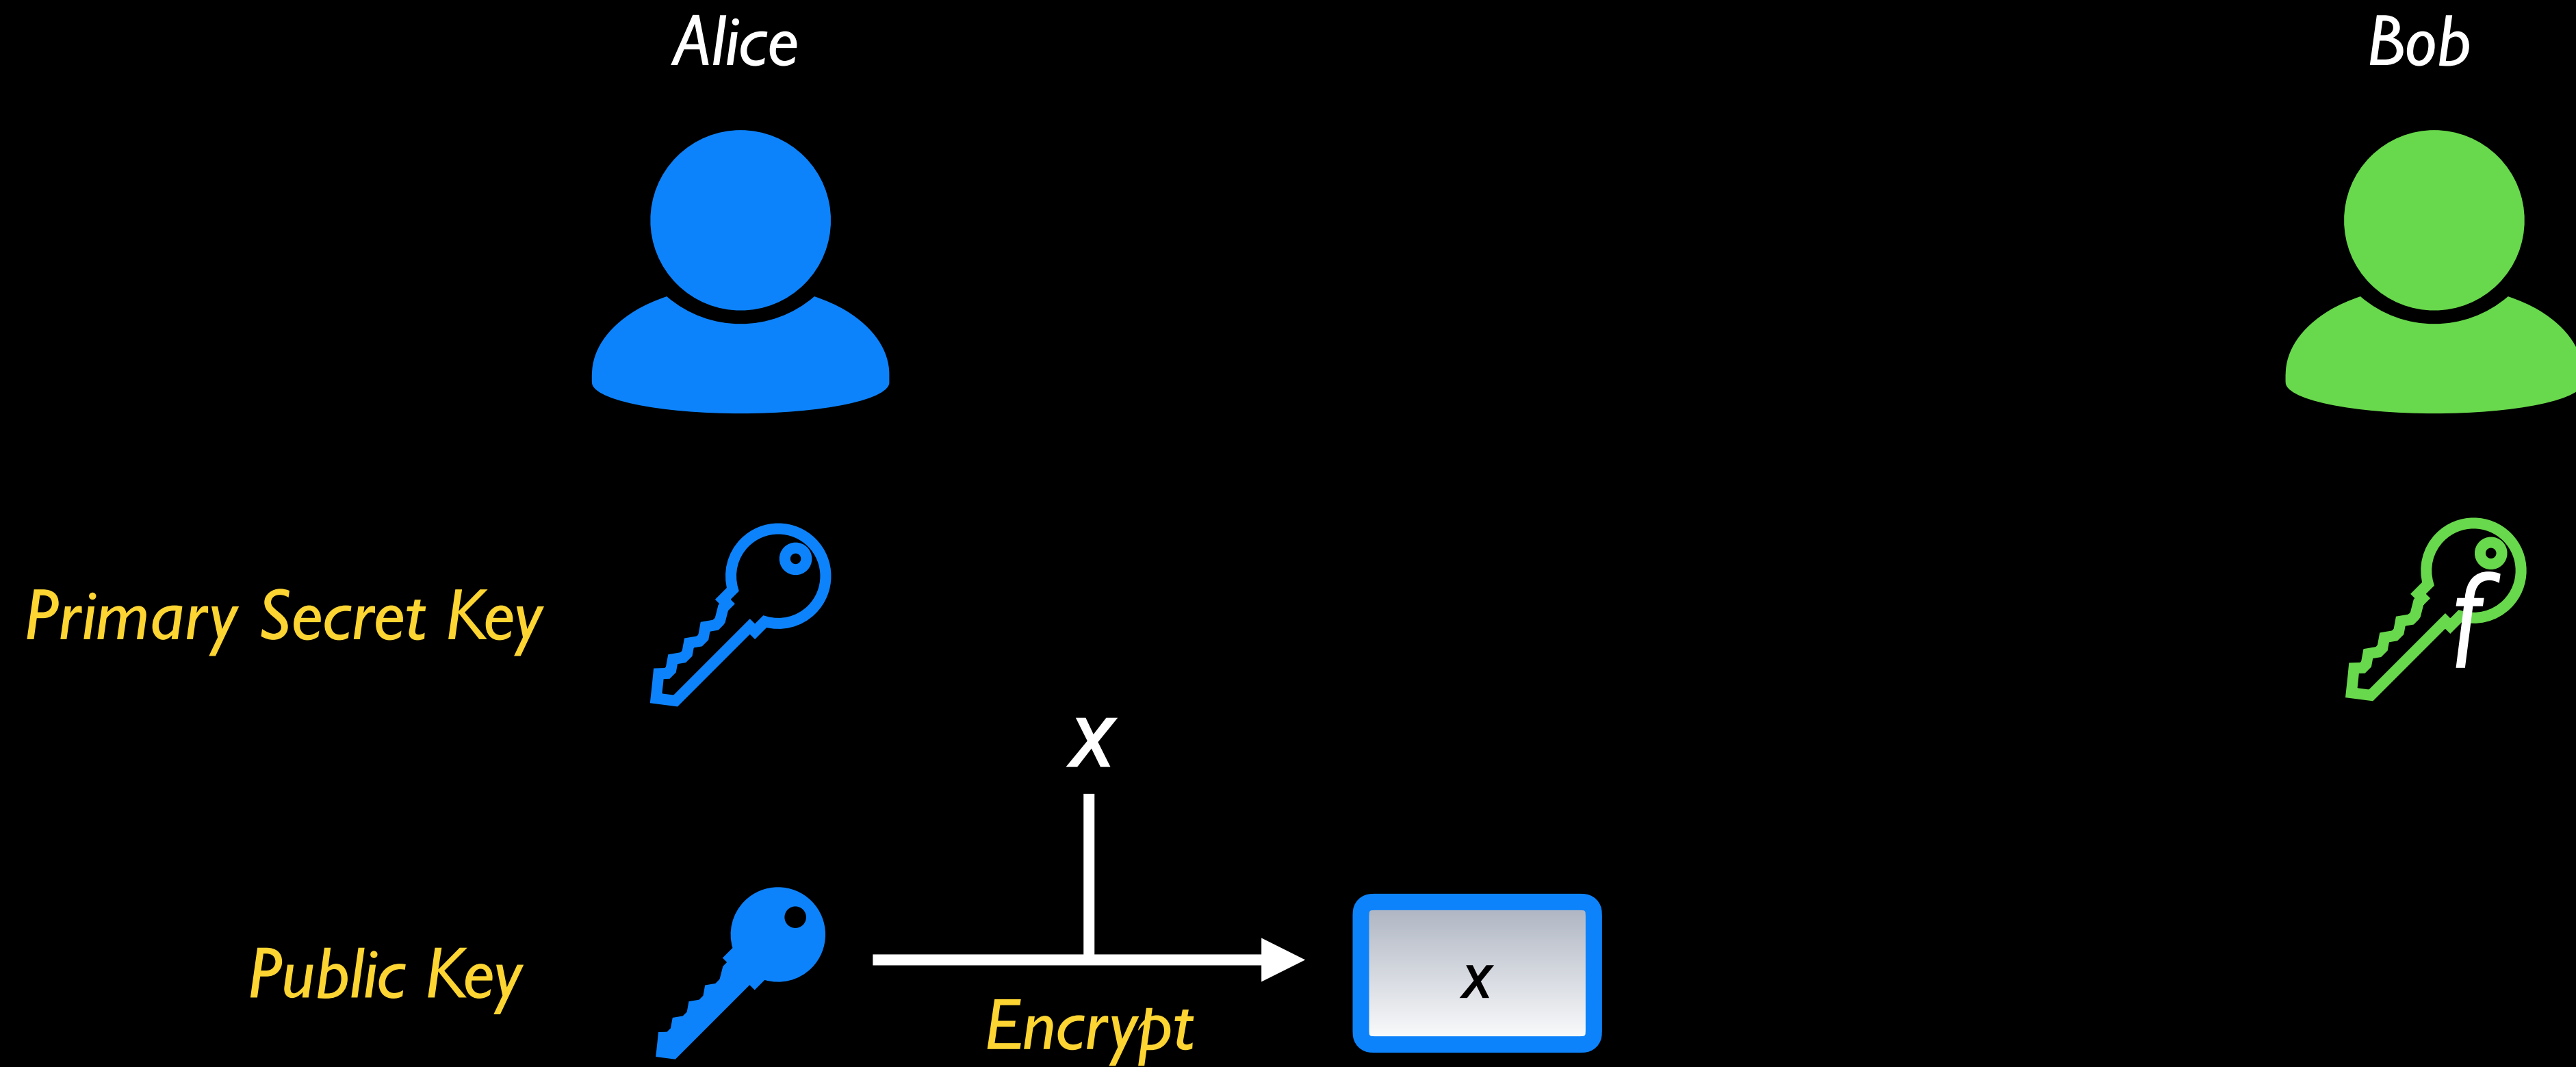 Alice
Bob
Primary Secret Key
f
x
Public Key
x
Encrypt